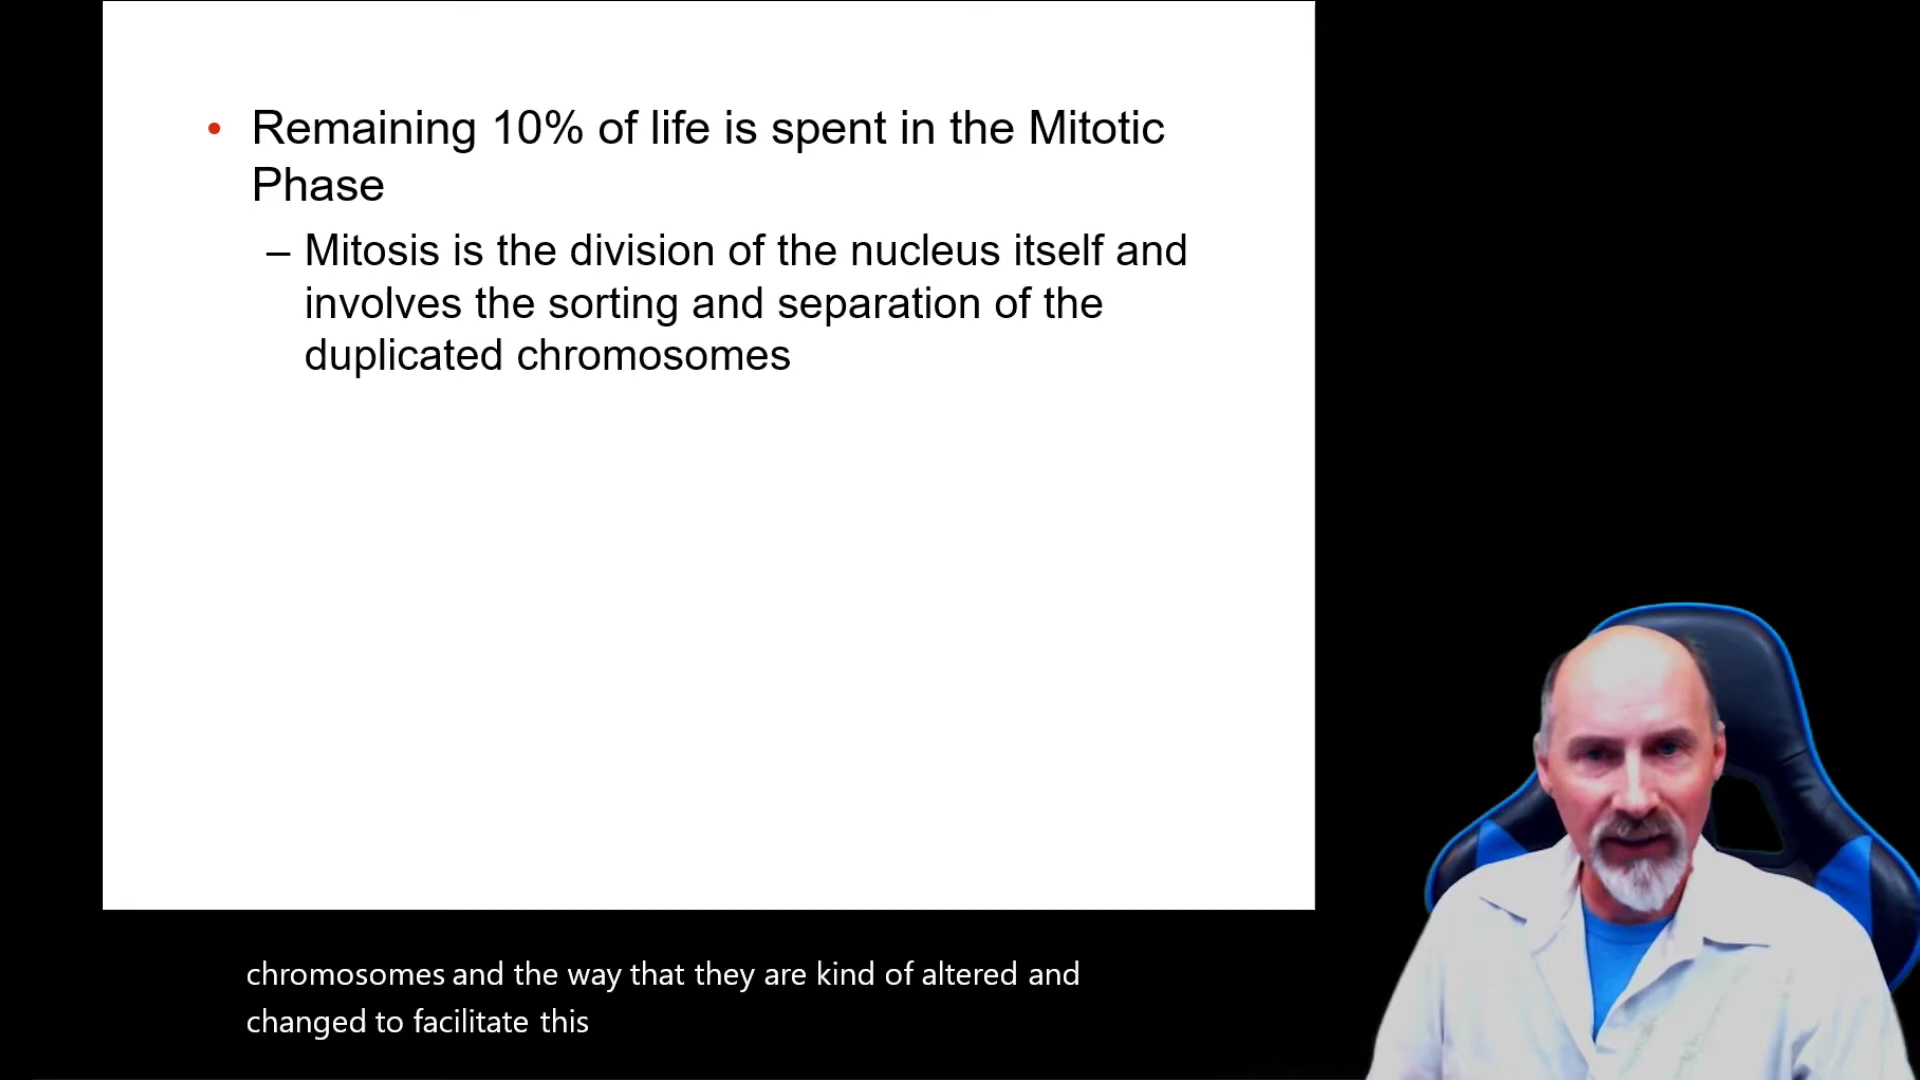 • Remaining 10% of life is spent in the Mitotic
Phase
– Mitosis is the division of the nucleus itself and
involves the sorting and separation of the
duplicated chromosomes
chromosomes and the way that they are kind of altered and
changed to facilitate this